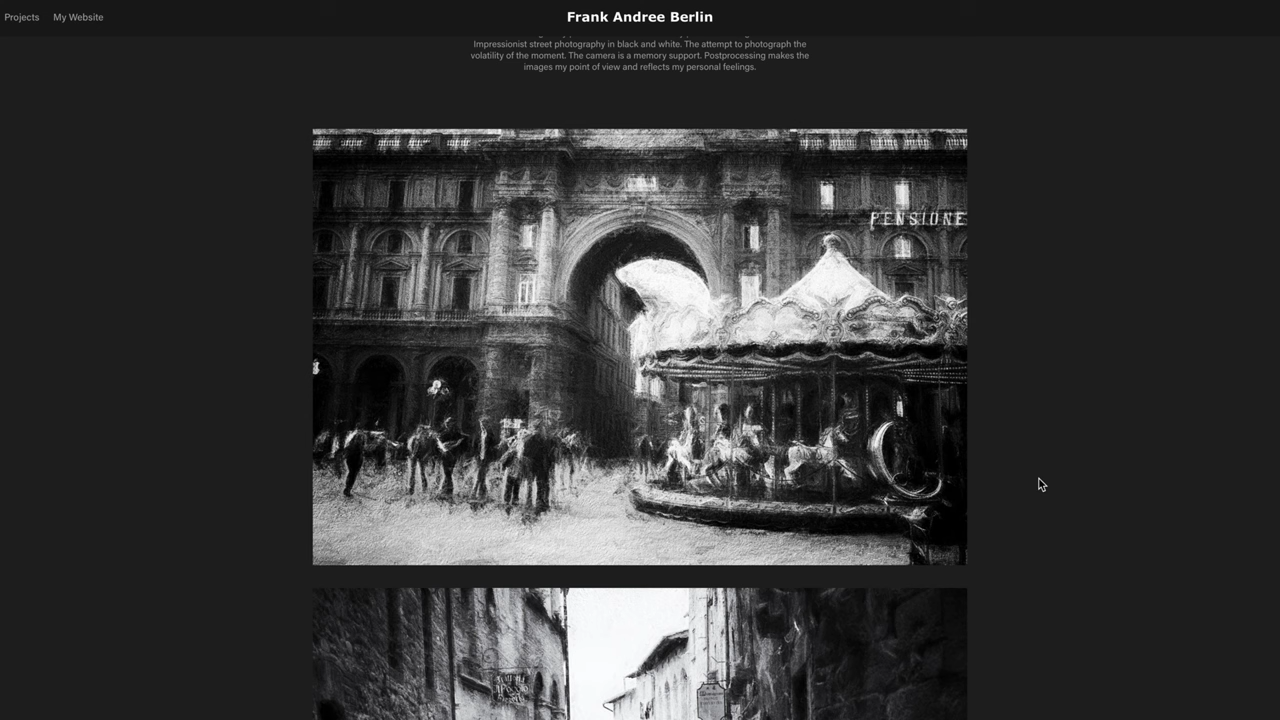 Projects
My Website
Frank Andree Berlin
Impressionist street photography in black and white. The attempt to photograph the
volatility of the moment. The camera is a memory support. Postprocessing makes the
images my point of view and reflects my personal feelings.
PENSIONE